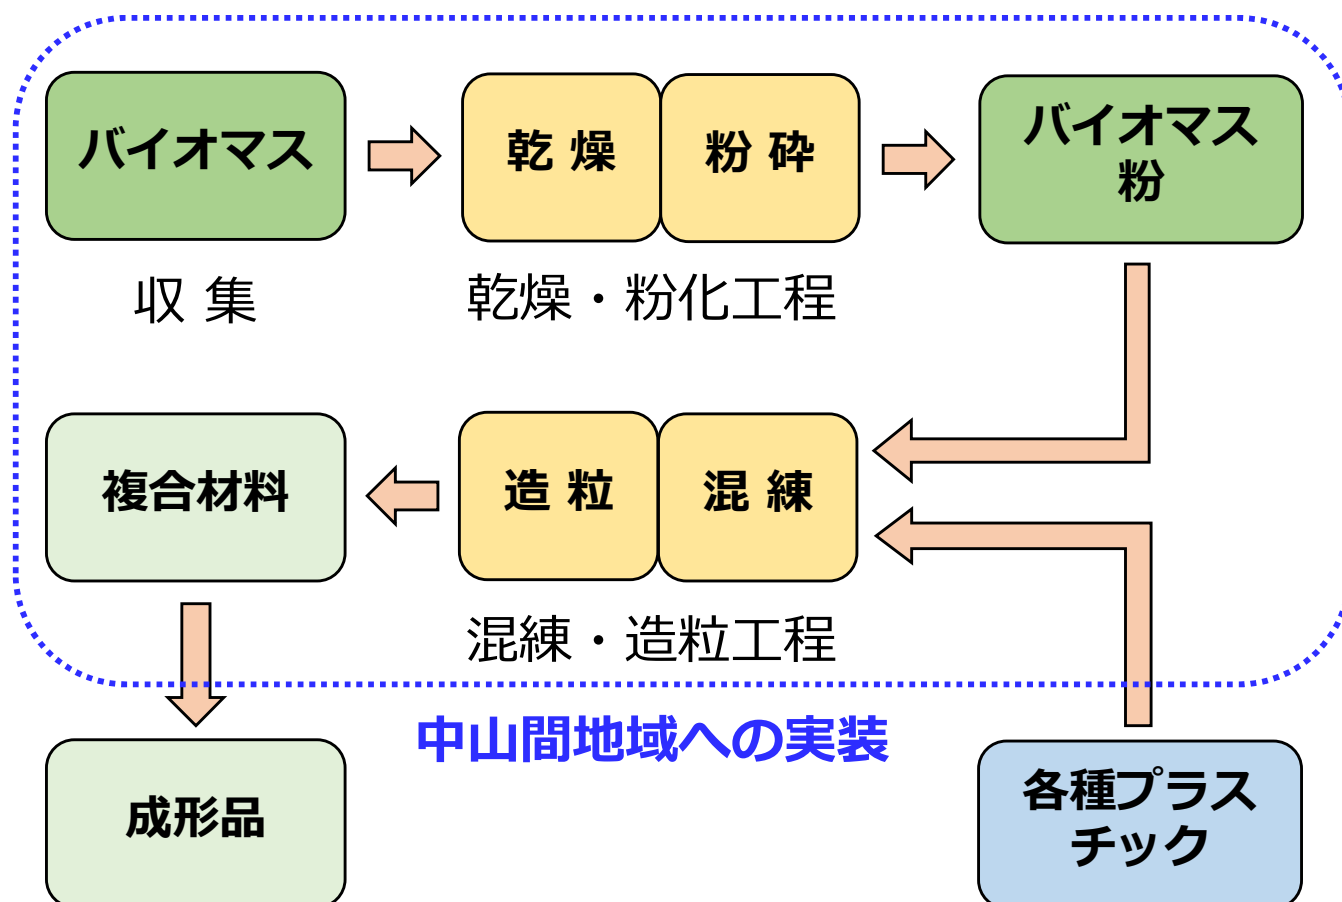 バイオマス
乾 燥
粉 砕
バイオマス
粉
収 集
乾燥・粉化工程
複合材料
造 粒
混 練
混練・造粒工程
中山間地域への実装
成形品
各種プラス
チック